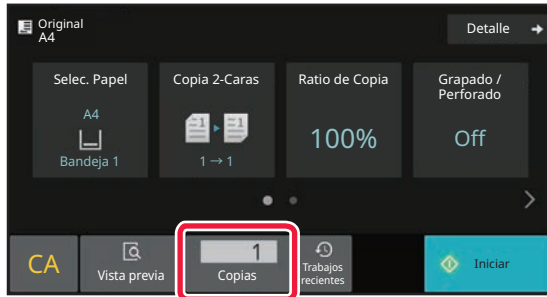 Original
A4
Detalle
Selec. Papel
A4
Bandeja 1
Copia 2-Caras
1 → 1
Ratio de Copia
100%
Grapado /
Perforado
Off
CA
Vista previa
1
Copias
Trabajos
recientes
Iniciar